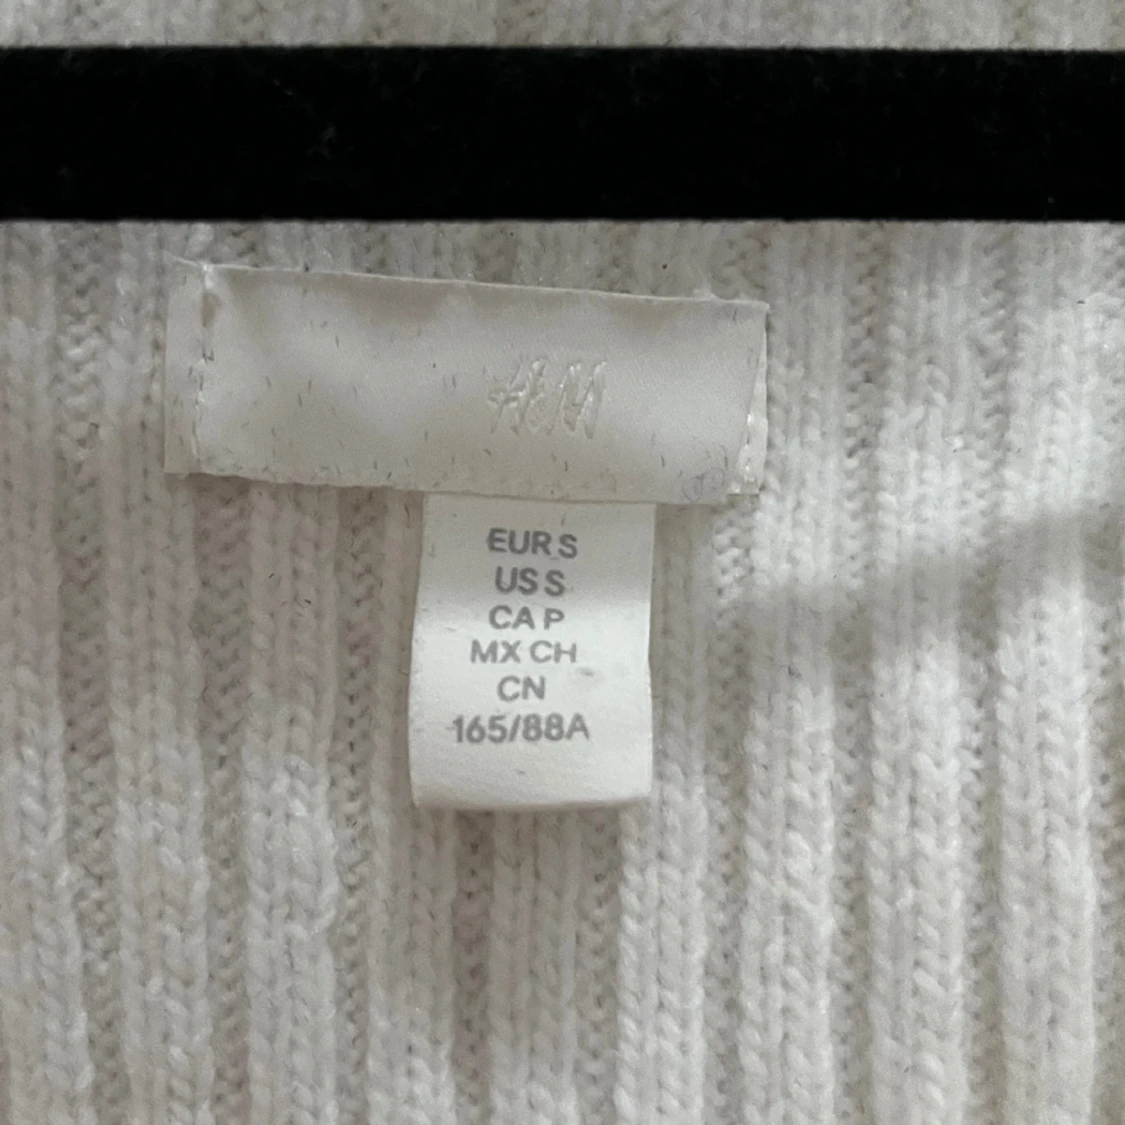 H&M
EUR S
US S
CA P
MX CH
CN
165/88A